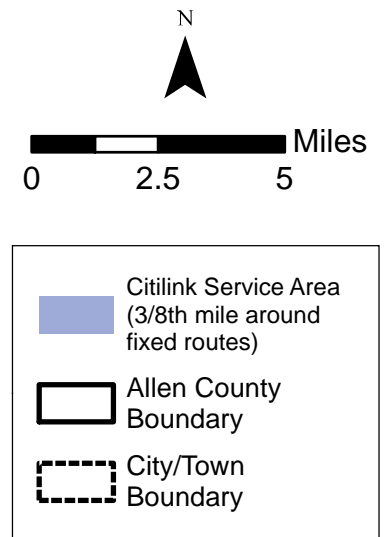 N
Miles
0 2.5 5
Citilink Service Area
(3/8th mile around
fixed routes)
Allen County
Boundary
City/Town
Boundary